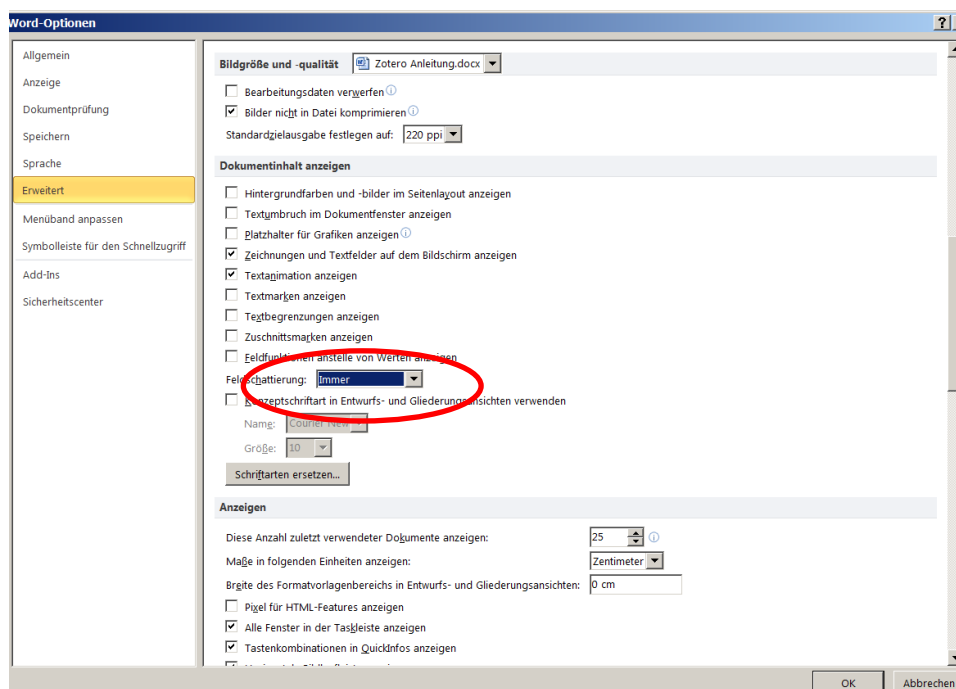 Word-Optionen
?
Allgemein
Anzeige
Dokumentprüfung
Speichern
Sprache
Erweitert
Menüband anpassen
Symbolleiste für den Schnellzugriff
Add-Ins
Sicherheitscenter
Bildgröße und -qualität Zotero Anleitung.docx
Bearbeitungsdaten verwerfen
Bilder nicht in Datei komprimieren
Standardzielausgabe festlegen auf: 220 ppi
Dokumentinhalt anzeigen
Hintergrundfarben und -bilder im Seitenlayout anzeigen
Textumbruch im Dokumentfenster anzeigen
Platzhalter für Grafiken anzeigen
Zeichnungen und Textfelder auf dem Bildschirm anzeigen
Textanimation anzeigen
Textmarken anzeigen
Textbegrenzungen anzeigen
Zuschnittsmarken anzeigen
Feldfunktionen anstelle von Werten anzeigen
Feldschattierung: Immer
Konzeptschriftart in Entwurfs- und Gliederungsansichten verwenden
Name: Courier New
Größe: 10
Schriftarten ersetzen...
Anzeigen
Diese Anzahl zuletzt verwendeter Dokumente anzeigen: 25
Maße in folgenden Einheiten anzeigen: Zentimeter
Breite des Formatvorlagenbereichs in Entwurfs- und Gliederungsansichten: 0 cm
Pixel für HTML-Features anzeigen
Alle Fenster in der Taskleiste anzeigen
Tastenkombinationen in QuickInfos anzeigen
OK Abbrechen